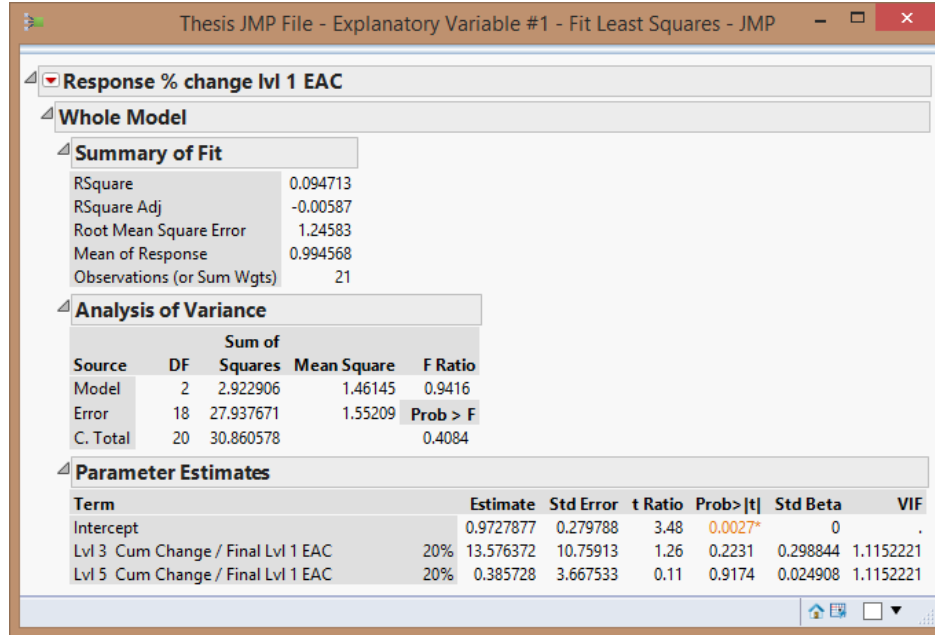 Thesis JMP File - Explanatory Variable #1 - Fit Least Squares - JMP
Response % change lvl 1 EAC
Whole Model
Summary of Fit
RSquare 0.094713
RSquare Adj -0.00587
Root Mean Square Error 1.24583
Mean of Response 0.994568
Observations (or Sum Wgts) 21
Analysis of Variance
Sum of
Source DF Squares Mean Square F Ratio
Model 2 2.922906 1.46145 0.9416
Error 18 27.937671 1.55209 Prob > F
C. Total 20 30.860578 0.4084
Parameter Estimates
Term Estimate Std Error t Ratio Prob>|t| Std Beta VIF
Intercept 0.9727877 0.279788 3.48 0.0027* 0 .
Lvl 3 Cum Change / Final Lvl 1 EAC 20% 13.576372 10.75913 1.26 0.2231 0.298844 1.1152221
Lvl 5 Cum Change / Final Lvl 1 EAC 20% 0.385728 3.667533 0.11 0.9174 0.024908 1.1152221